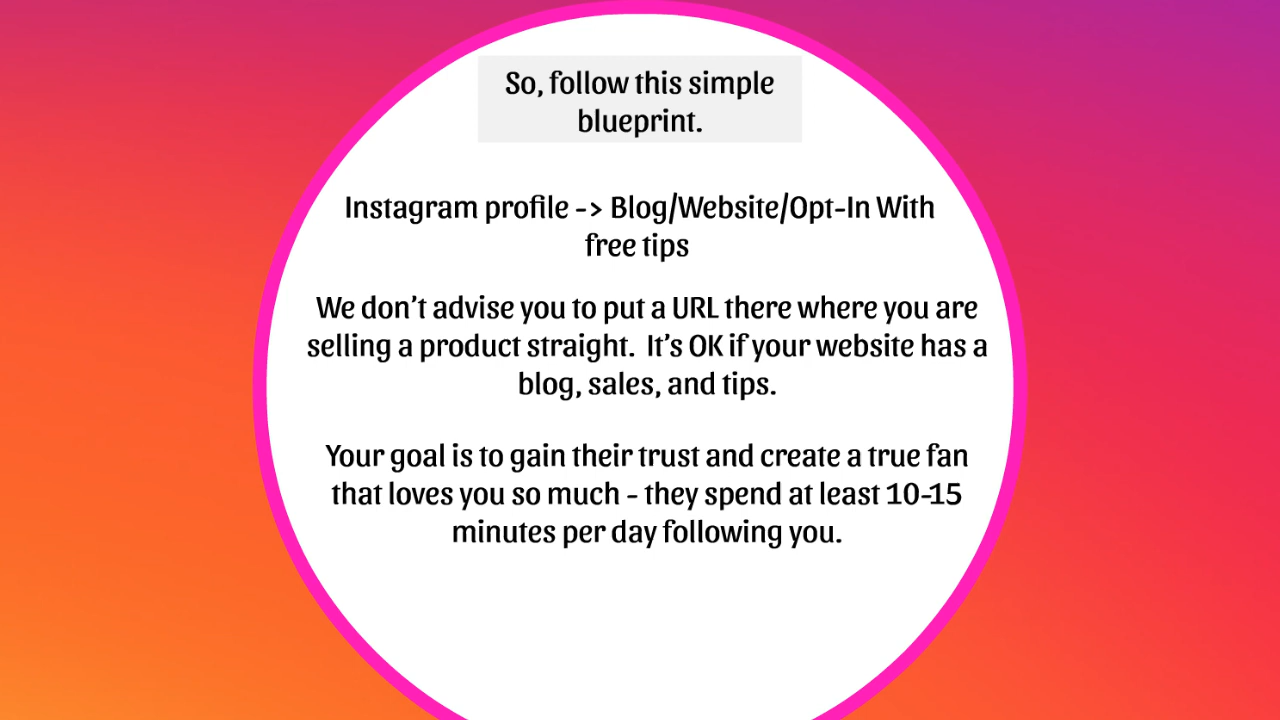 So, follow this simple
blueprint.
Instagram profile -> Blog/Website/Opt-In With
free tips
We don’t advise you to put a URL there where you are
selling a product straight.  It’s OK if your website has a
blog, sales, and tips.
Your goal is to gain their trust and create a true fan
that loves you so much - they spend at least 10-15
minutes per day following you.